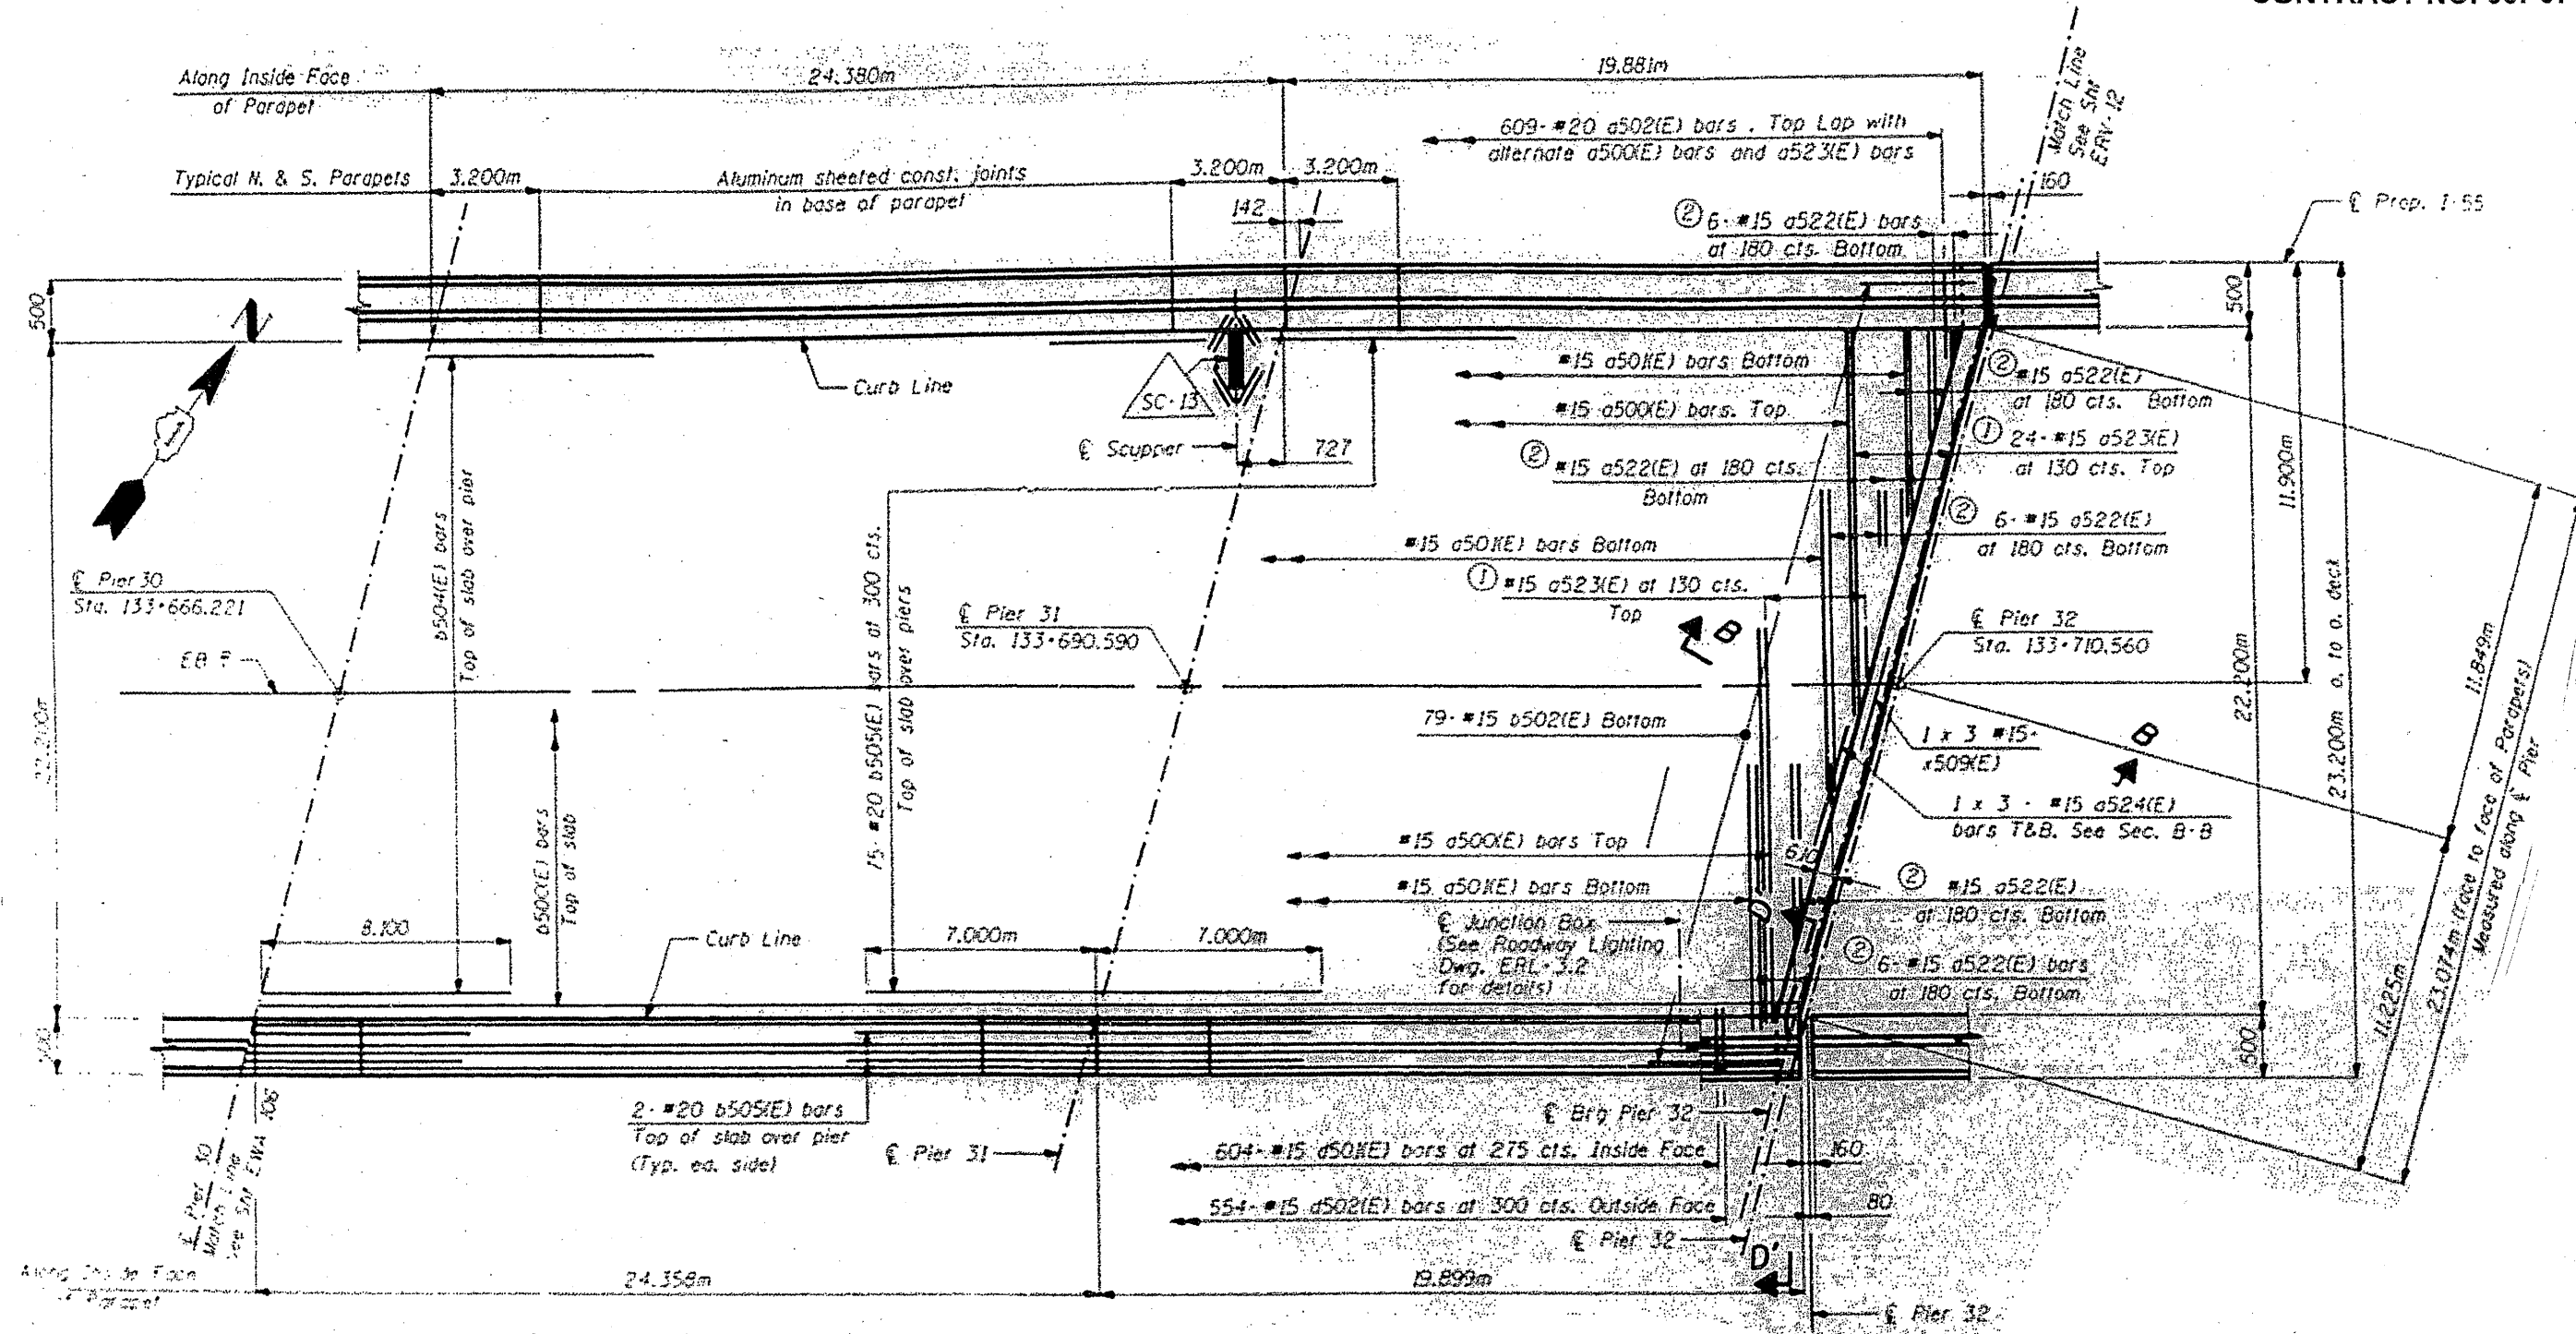 Along Inside Face
of Parapet
24.380m
19.881m
Match Line
See Sht
ERV-12
609-#20 a502(E) bars . Top Lap with
alternate a500(E) bars and a523(E) bars
Typical N. & S. Parapets
3.200m
Aluminum sheeted const. joints
in base of parapet
3.200m
3.200m
142
160
℄ Prop. I-55
② 6-#15 a522(E) bars
at 180 cts. Bottom
500
N
500
Curb Line
SC-13
℄ Scupper
727
#15 a501(E) bars Bottom
#15 a500(E) bars. Top
② #15 a522(E) at 180 cts.
Bottom
② #15 a522(E)
at 180 cts. Bottom
① 24-#15 a523(E)
at 130 cts. Top
② 6-#15 a522(E)
at 180 cts. Bottom
11.900m
b504(E) bars
Top of slab over pier
75-#20 b505(E) bars at 300 cts.
Top of slab over piers
#15 a501(E) bars Bottom
① #15 a523(E) at 130 cts.
Top
℄ Pier 30
Sta. 133+666.221
℄ Pier 31
Sta. 133+690.590
℄ Pier 32
Sta. 133+710.560
B
EB
22.200m
22.200m
23.200m o. to o. deck
11.849m
79-#15 b502(E) Bottom
1 x 3 #15-
x509(E)
B
1 x 3 - #15 a524(E)
bars T&B. See Sec. B-B
b500(E) bars
Top of slab
#15 a500(E) bars Top
610
#15 a501(E) bars Bottom
② #15 a522(E)
at 180 cts. Bottom
8.100
Curb Line
7.000m
7.000m
℄ Junction Box
(See Roadway Lighting
Dwg. ERL-3.2
for details)
② 6-#15 a522(E) bars
at 180 cts. Bottom
11.225m
23.074m (face to face of Parapets)
Measured along ℄ Pier
500
2-#20 b505(E) bars
Top of slab over pier
(Typ. ea. side)
℄ Pier 31
℄ Brg Pier 32
108
℄ Pier 30
Match Line
See Sht
604-#15 d501(E) bars at 275 cts. Inside Face
160
554-#15 d502(E) bars at 300 cts. Outside Face
80
℄ Pier 32
D'
Along Inside Face
of Parapet
24.358m
19.899m
℄ Pier 32